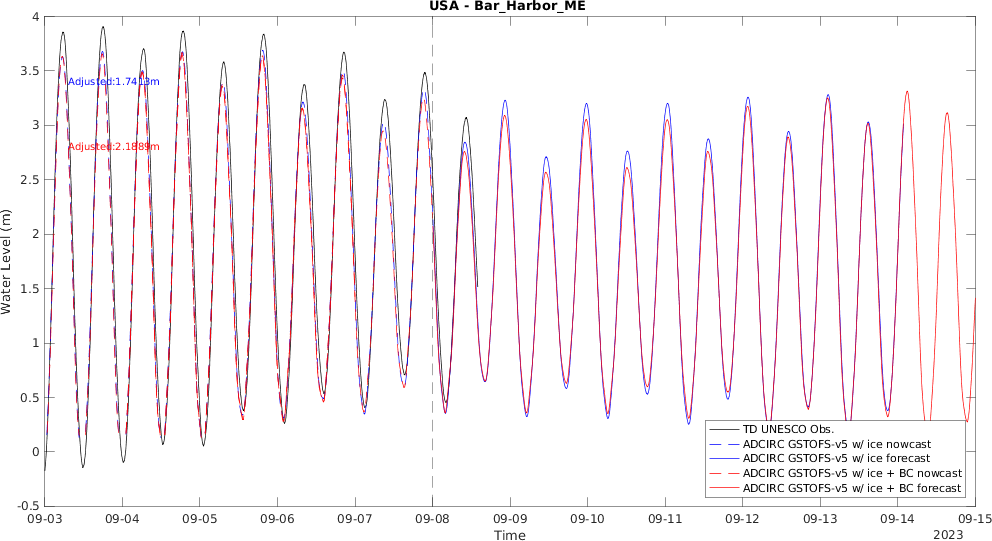 USA - Bar_Harbor_ME
Water Level (m)
4
3.5
3
2.5
2
1.5
1
0.5
0
-0.5
Adjusted:1.7413m
Adjusted:2.1889m
TD UNESCO Obs.
ADCIRC GSTOFS-v5 w/ ice nowcast
ADCIRC GSTOFS-v5 w/ ice forecast
ADCIRC GSTOFS-v5 w/ ice + BC nowcast
ADCIRC GSTOFS-v5 w/ ice + BC forecast
09-03 09-04 09-05 09-06 09-07 09-08 09-09 09-10 09-11 09-12 09-13 09-14 09-15
Time
2023